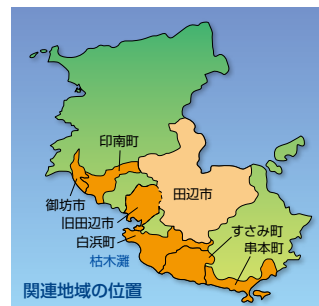 印南町
田辺市
御坊市
旧田辺市
白浜町
枯木灘
すさみ町
串本町
関連地域の位置